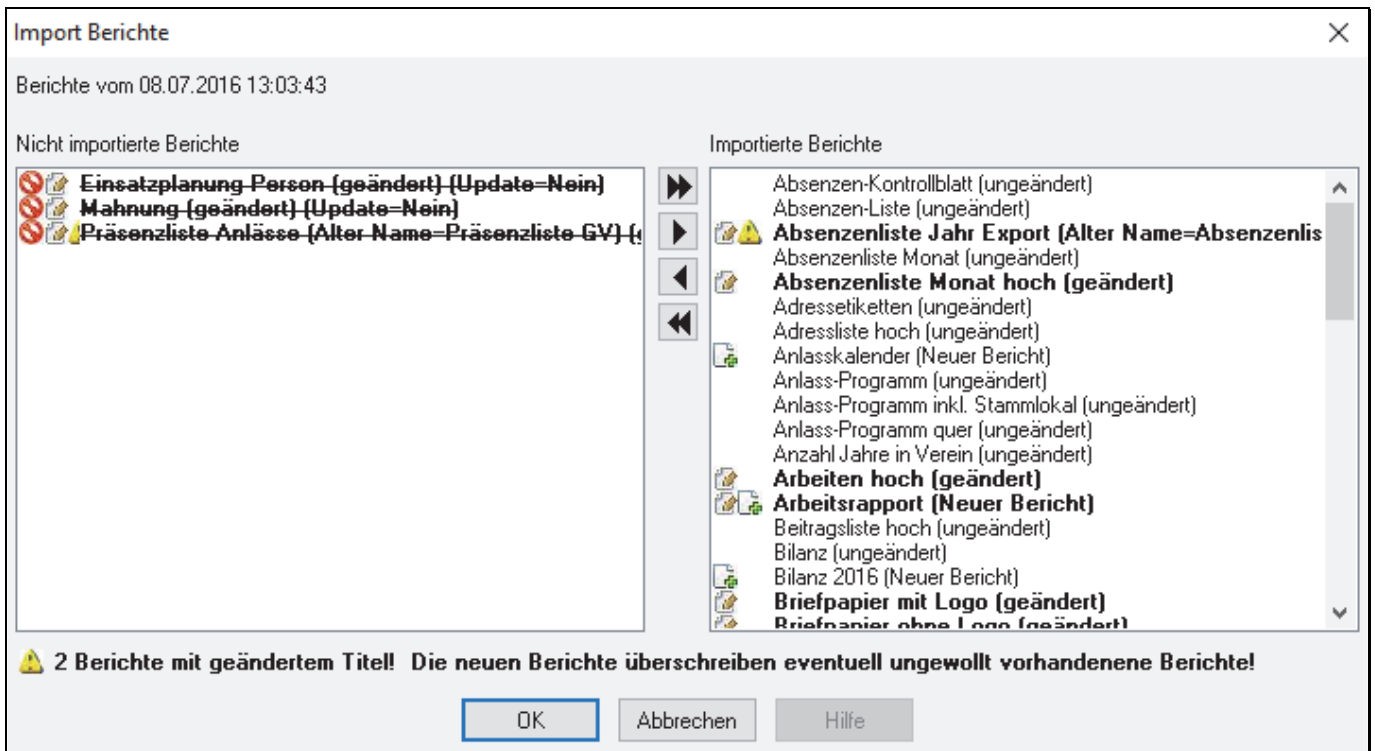 Import Berichte
Berichte vom 08.07.2016 13:03:43
Nicht importierte Berichte
Einsatzplanung Person (geändert) (Update=Nein)
Mahnung (geändert) (Update=Nein)
Präsenzliste Anlässe (Alter Name=Präsenzliste GV) (
Importierte Berichte
Absenzen-Kontrollblatt (ungeändert)
Absenzen-Liste (ungeändert)
Absenzenliste Jahr Export (Alter Name=Absenzenlis
Absenzenliste Monat (ungeändert)
Absenzenliste Monat hoch (geändert)
Adressetiketten (ungeändert)
Adressliste hoch (ungeändert)
Anlasskalender (Neuer Bericht)
Anlass-Programm (ungeändert)
Anlass-Programm inkl. Stammlokal (ungeändert)
Anlass-Programm quer (ungeändert)
Anzahl Jahre in Verein (ungeändert)
Arbeiten hoch (geändert)
Arbeitsrapport (Neuer Bericht)
Beitragsliste hoch (ungeändert)
Bilanz (ungeändert)
Bilanz 2016 (Neuer Bericht)
Briefpapier mit Logo (geändert)
Briefpapier ohne Logo (geändert)
2 Berichte mit geändertem Titel! Die neuen Berichte überschreiben eventuell ungewollt vorhandenene Berichte!
OK
Abbrechen
Hilfe